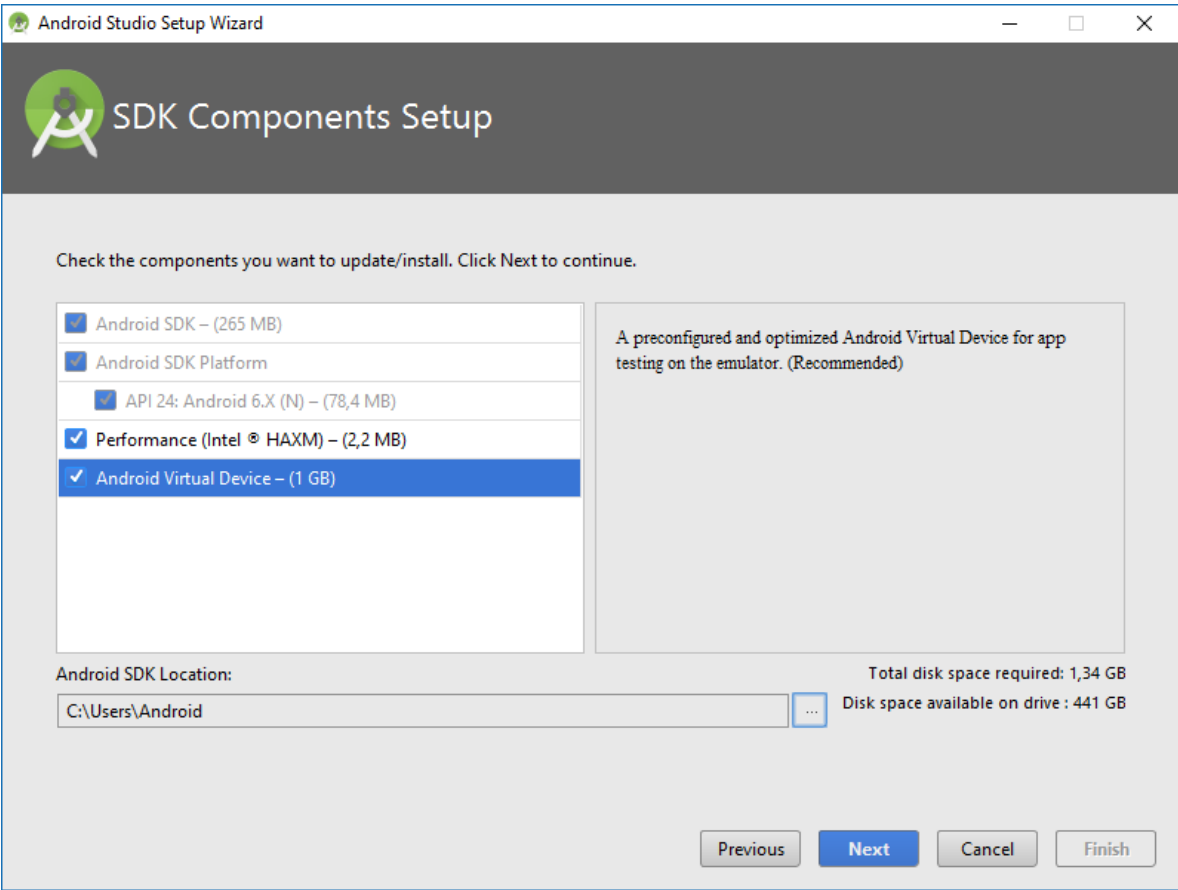 Android Studio Setup Wizard
SDK Components Setup
Check the components you want to update/install. Click Next to continue.
Android SDK – (265 MB)
Android SDK Platform
API 24: Android 6.X (N) – (78,4 MB)
Performance (Intel ® HAXM) – (2,2 MB)
Android Virtual Device – (1 GB)
A preconfigured and optimized Android Virtual Device for app
testing on the emulator. (Recommended)
Android SDK Location:
Total disk space required: 1,34 GB
C:\Users\Android
...
Disk space available on drive : 441 GB
Previous
Next
Cancel
Finish